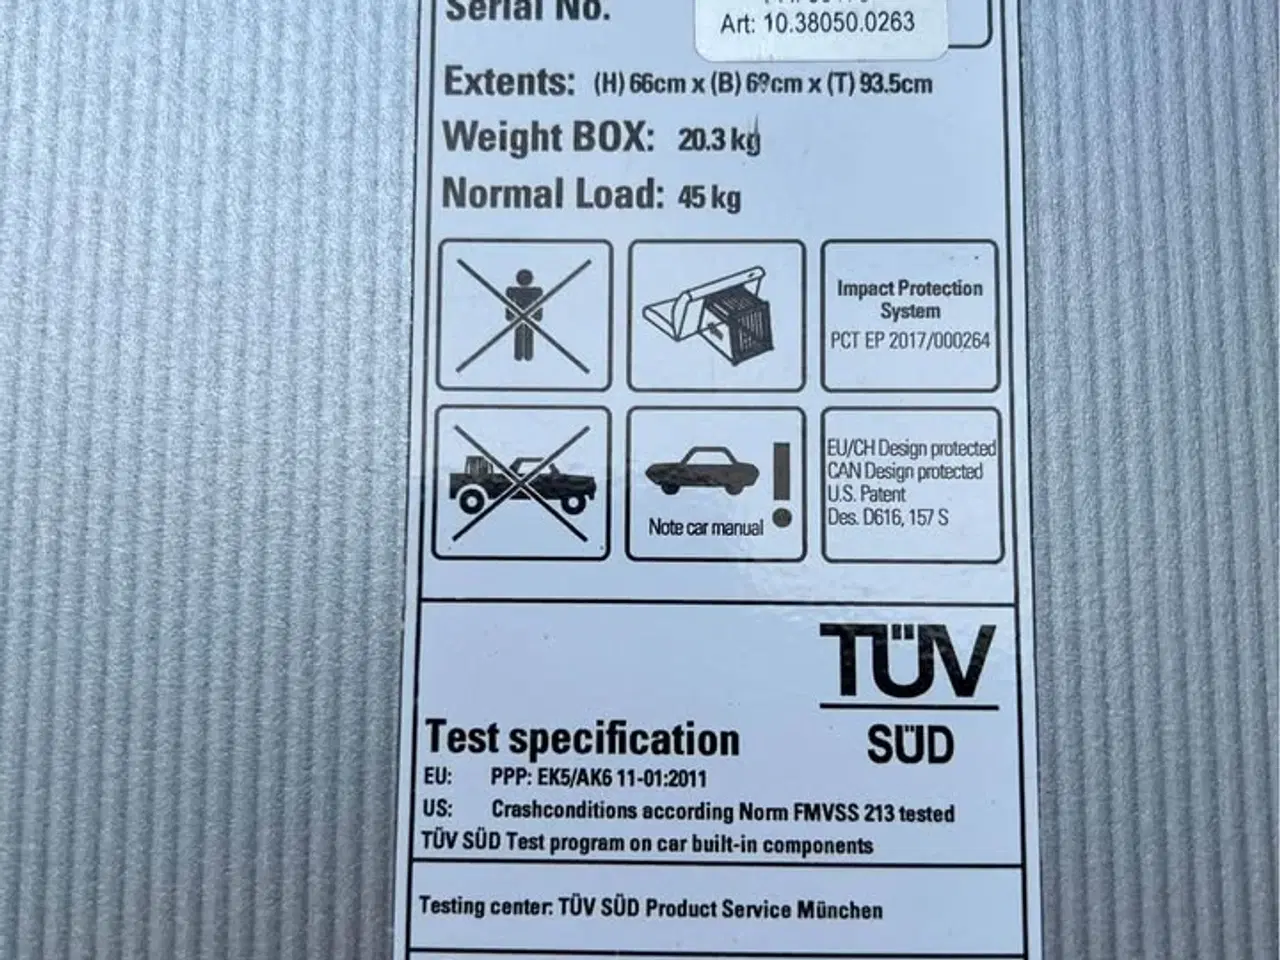 Serial No.
Art: 10.38050.0263
Extents: (H) 66cm x (B) x (T) 93.5cm
Weight BOX: 20.3 kg
Normal Load: 45 kg
Impact Protection
System
PCT EP 2017/000264
Note car manual
EU/CH Design protected
CAN Design protected
U.S. Patent
Des. D616, 157 S
TÜV
SÜD
Test specification
EU: PPP: EK5/AK6 11-01:2011
US: Crashconditions according Norm FMVSS 213 tested
TÜV SÜD Test program on car built-in components
Testing center: TÜV SÜD Product Service München